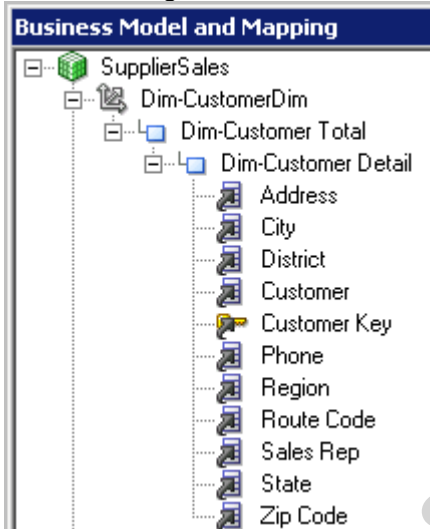 Business Model and Mapping
SupplierSales
Dim-CustomerDim
Dim-Customer Total
Dim-Customer Detail
Address
City
District
Customer
Customer Key
Phone
Region
Route Code
Sales Rep
State
Zip Code